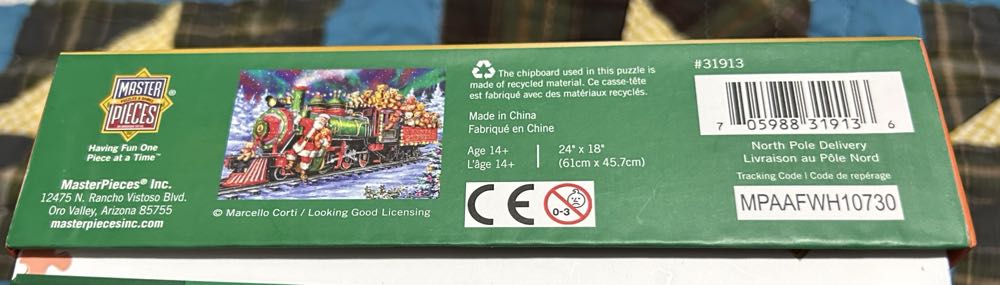 MASTER
PUZZLES & GAMES
PIECES
®
Having Fun One
Piece at a Time™
MasterPieces® Inc.
12475 N. Rancho Vistoso Blvd.
Oro Valley, Arizona 85755
masterpiecesinc.com
© Marcello Corti / Looking Good Licensing
The chipboard used in this puzzle is
made of recycled material. Ce casse-tête
est fabriqué avec des matériaux recyclés.
Made in China
Fabriqué en Chine
Age 14+
L'âge 14+
24" x 18"
(61cm x 45.7cm)
CE
0-3
#31913
7 05988 31913 6
North Pole Delivery
Livraison au Pôle Nord
Tracking Code | Code de repérage
MPAAFWH10730